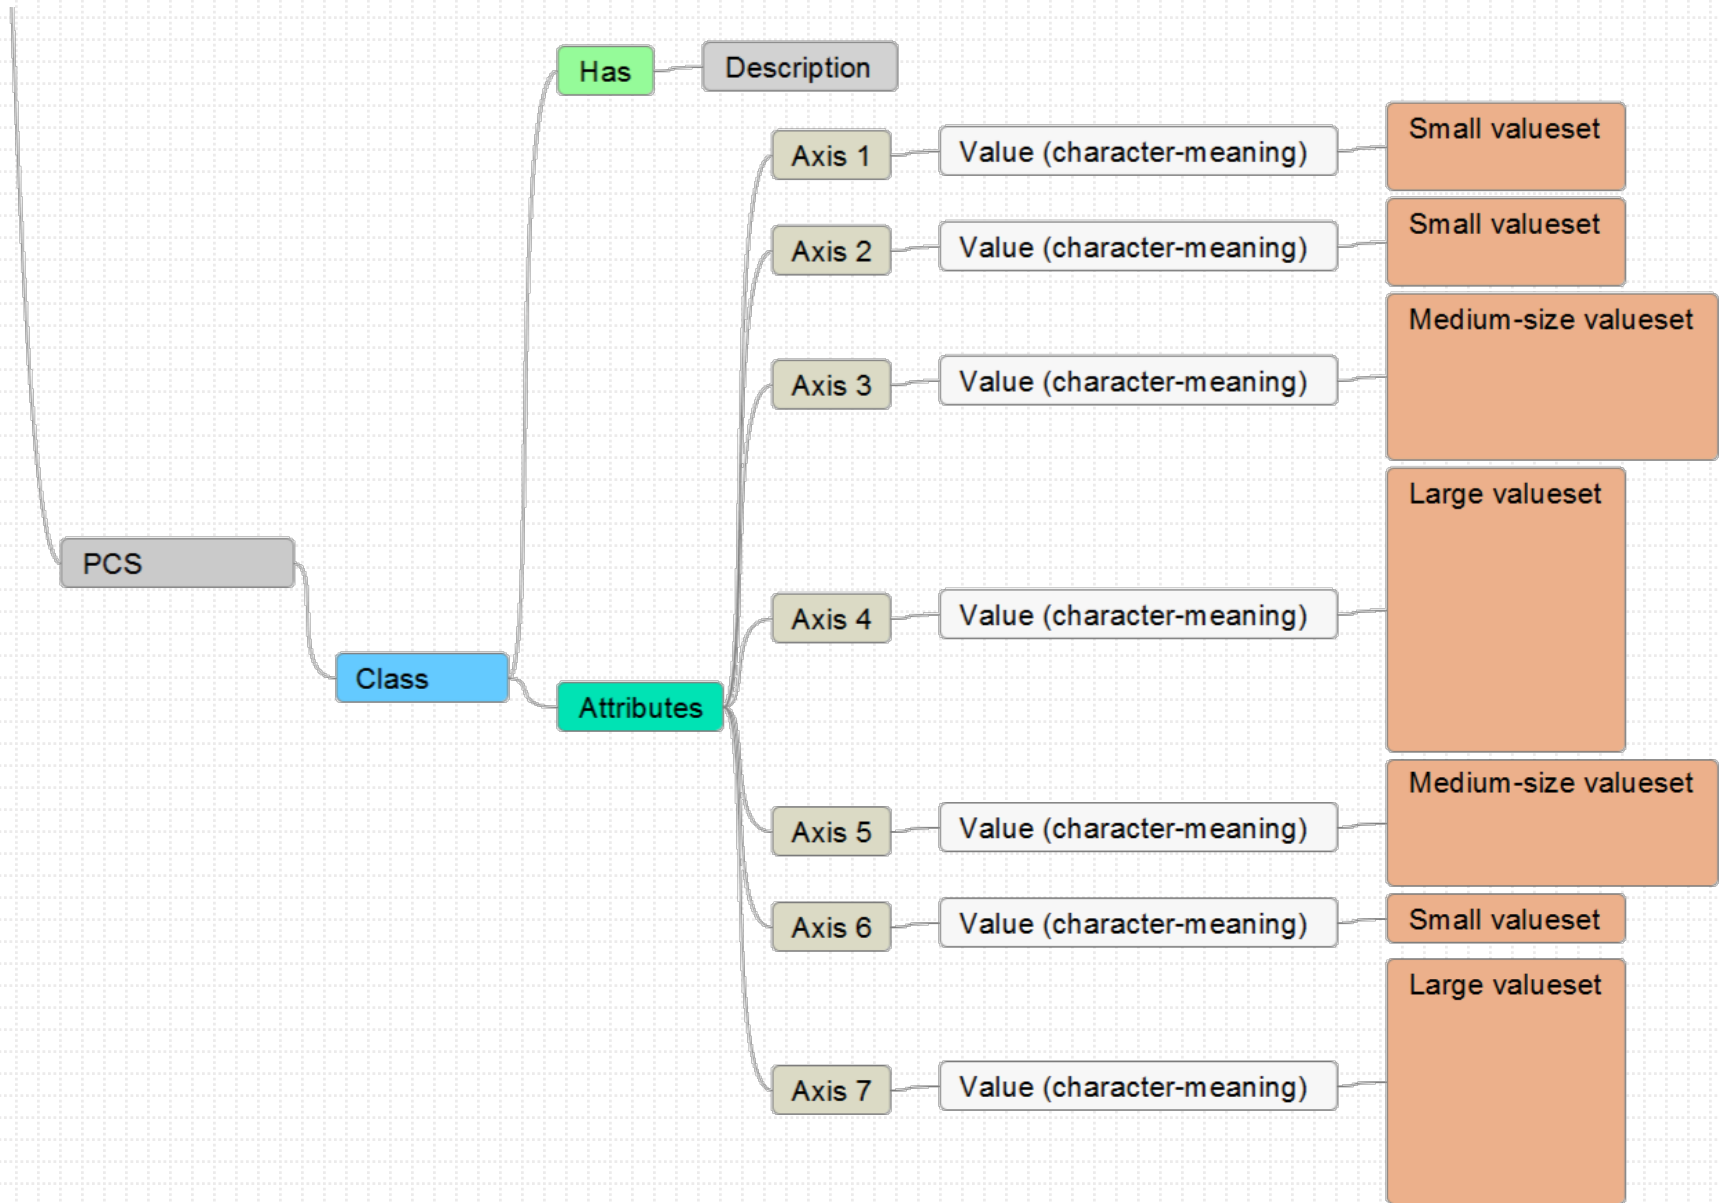 Has
Description
Axis 1
Value (character-meaning)
Small valueset
Axis 2
Value (character-meaning)
Small valueset
Axis 3
Value (character-meaning)
Medium-size valueset
Axis 4
Value (character-meaning)
Large valueset
PCS
Class
Attributes
Axis 5
Value (character-meaning)
Medium-size valueset
Axis 6
Value (character-meaning)
Small valueset
Axis 7
Value (character-meaning)
Large valueset